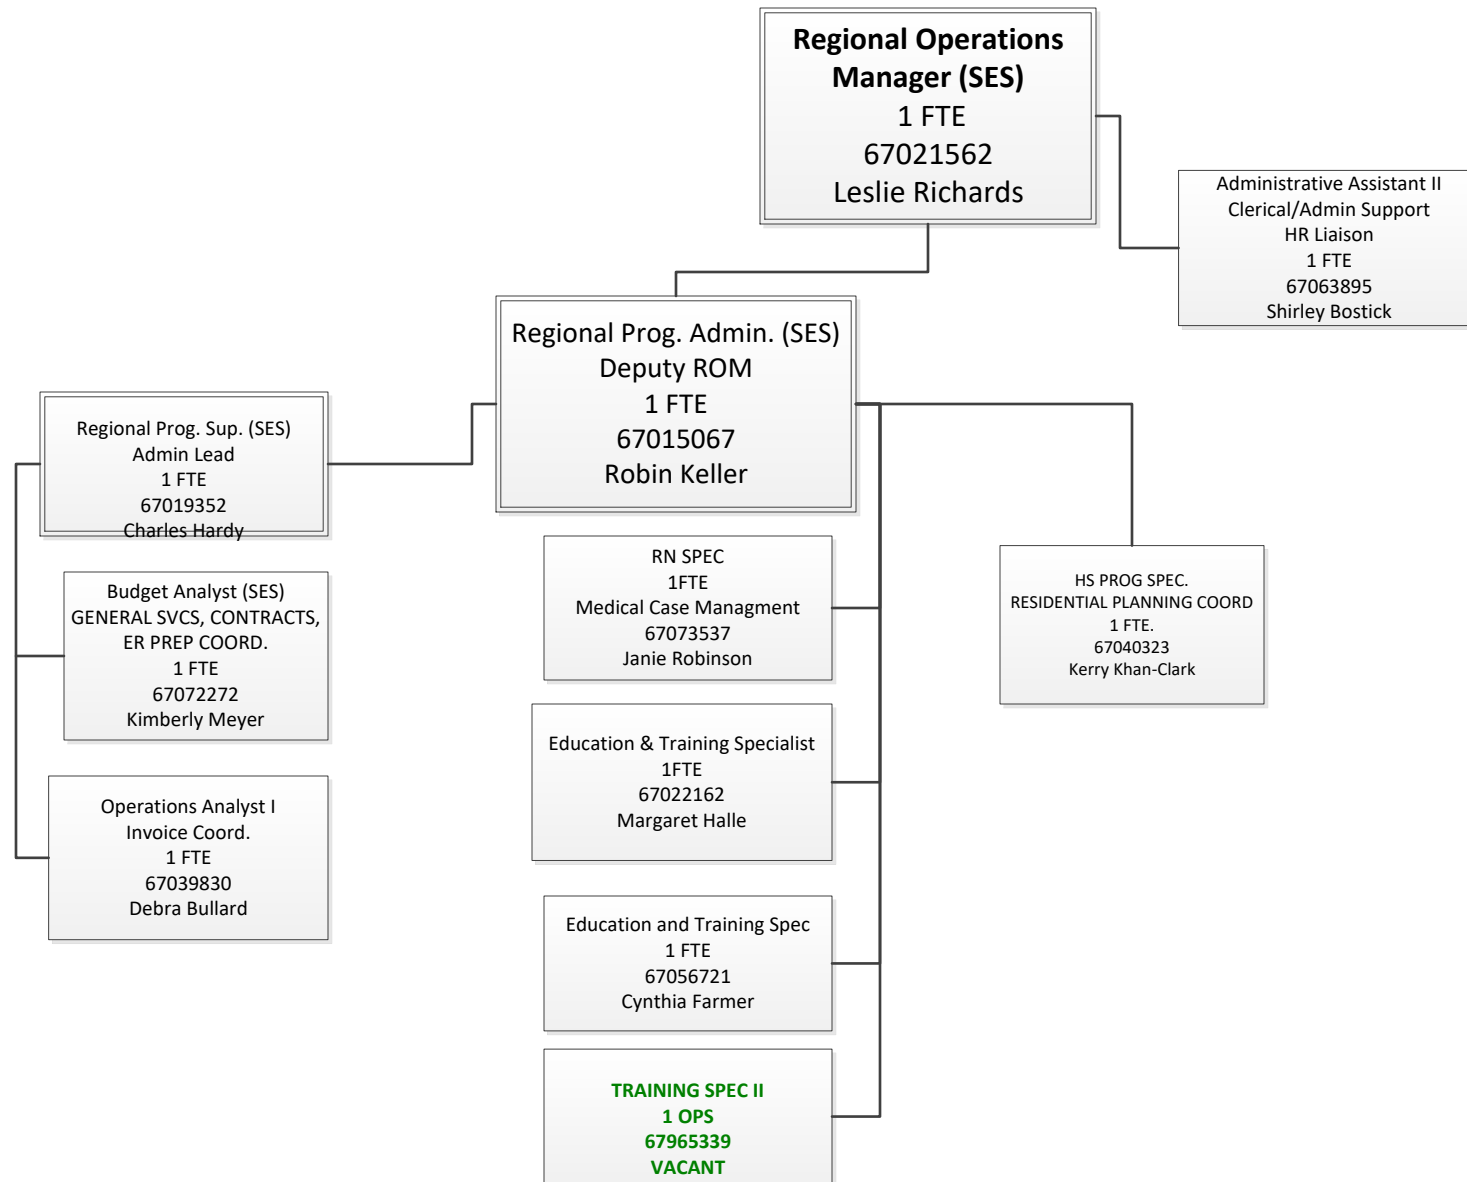 Regional Operations
Manager (SES)
1 FTE
67021562
Leslie Richards
Administrative Assistant II
Clerical/Admin Support
HR Liaison
1 FTE
67063895
Shirley Bostick
Regional Prog. Admin. (SES)
Deputy ROM
1 FTE
67015067
Robin Keller
Regional Prog. Sup. (SES)
Admin Lead
1 FTE
67019352
Charles Hardy
Budget Analyst (SES)
GENERAL SVCS, CONTRACTS,
ER PREP COORD.
1 FTE
67072272
Kimberly Meyer
Operations Analyst I
Invoice Coord.
1 FTE
67039830
Debra Bullard
RN SPEC
1FTE
Medical Case Managment
67073537
Janie Robinson
Education & Training Specialist
1FTE
67022162
Margaret Halle
Education and Training Spec
1 FTE
67056721
Cynthia Farmer
TRAINING SPEC II
1 OPS
67965339
VACANT
HS PROG SPEC.
RESIDENTIAL PLANNING COORD
1 FTE.
67040323
Kerry Khan-Clark